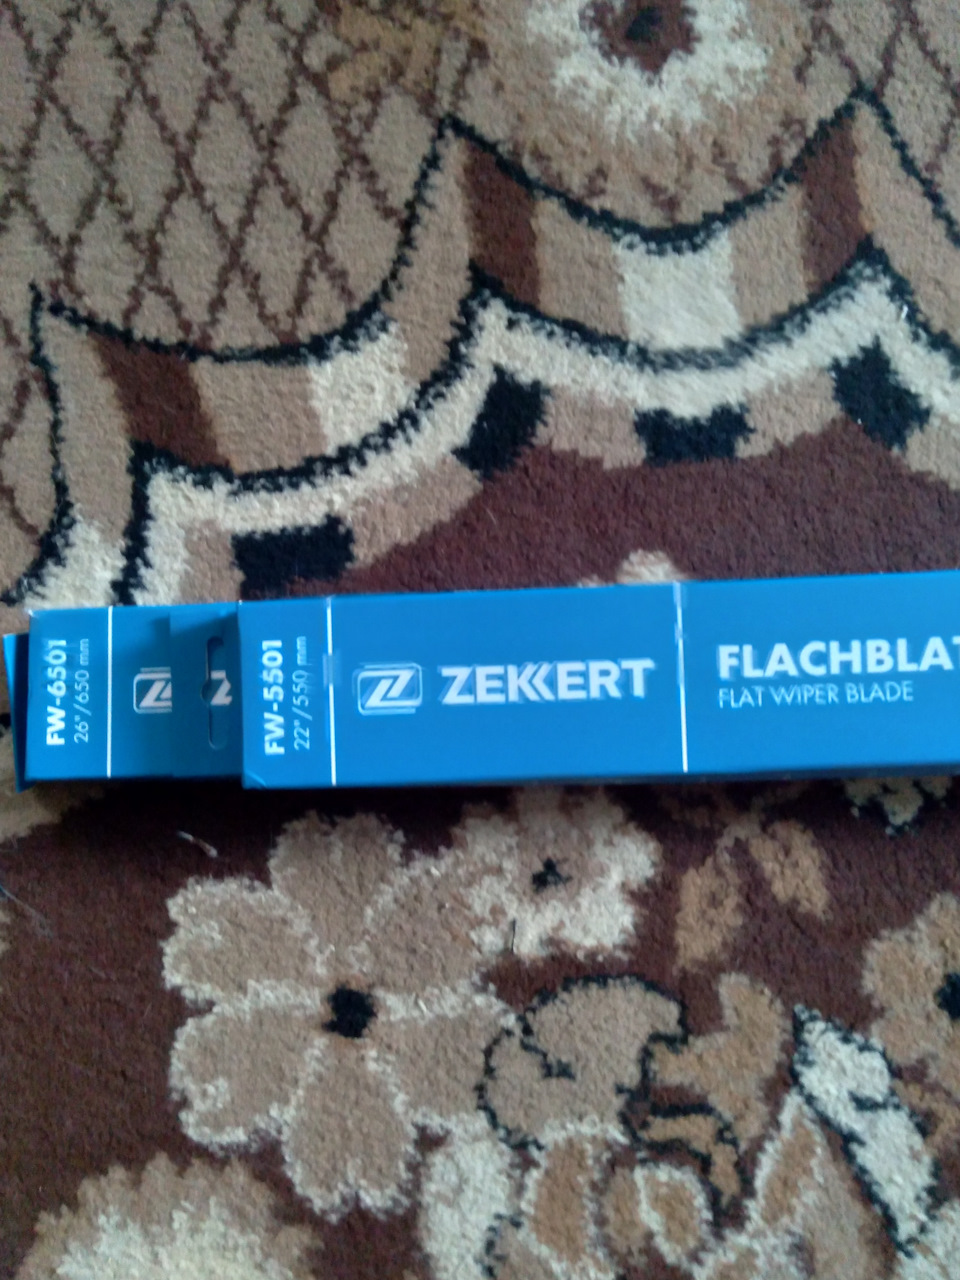 FW-6501
26"/650 mm
FW-5501
22"/550 mm
ZEKKERT
FLACHBLAT
FLAT WIPER BLADE